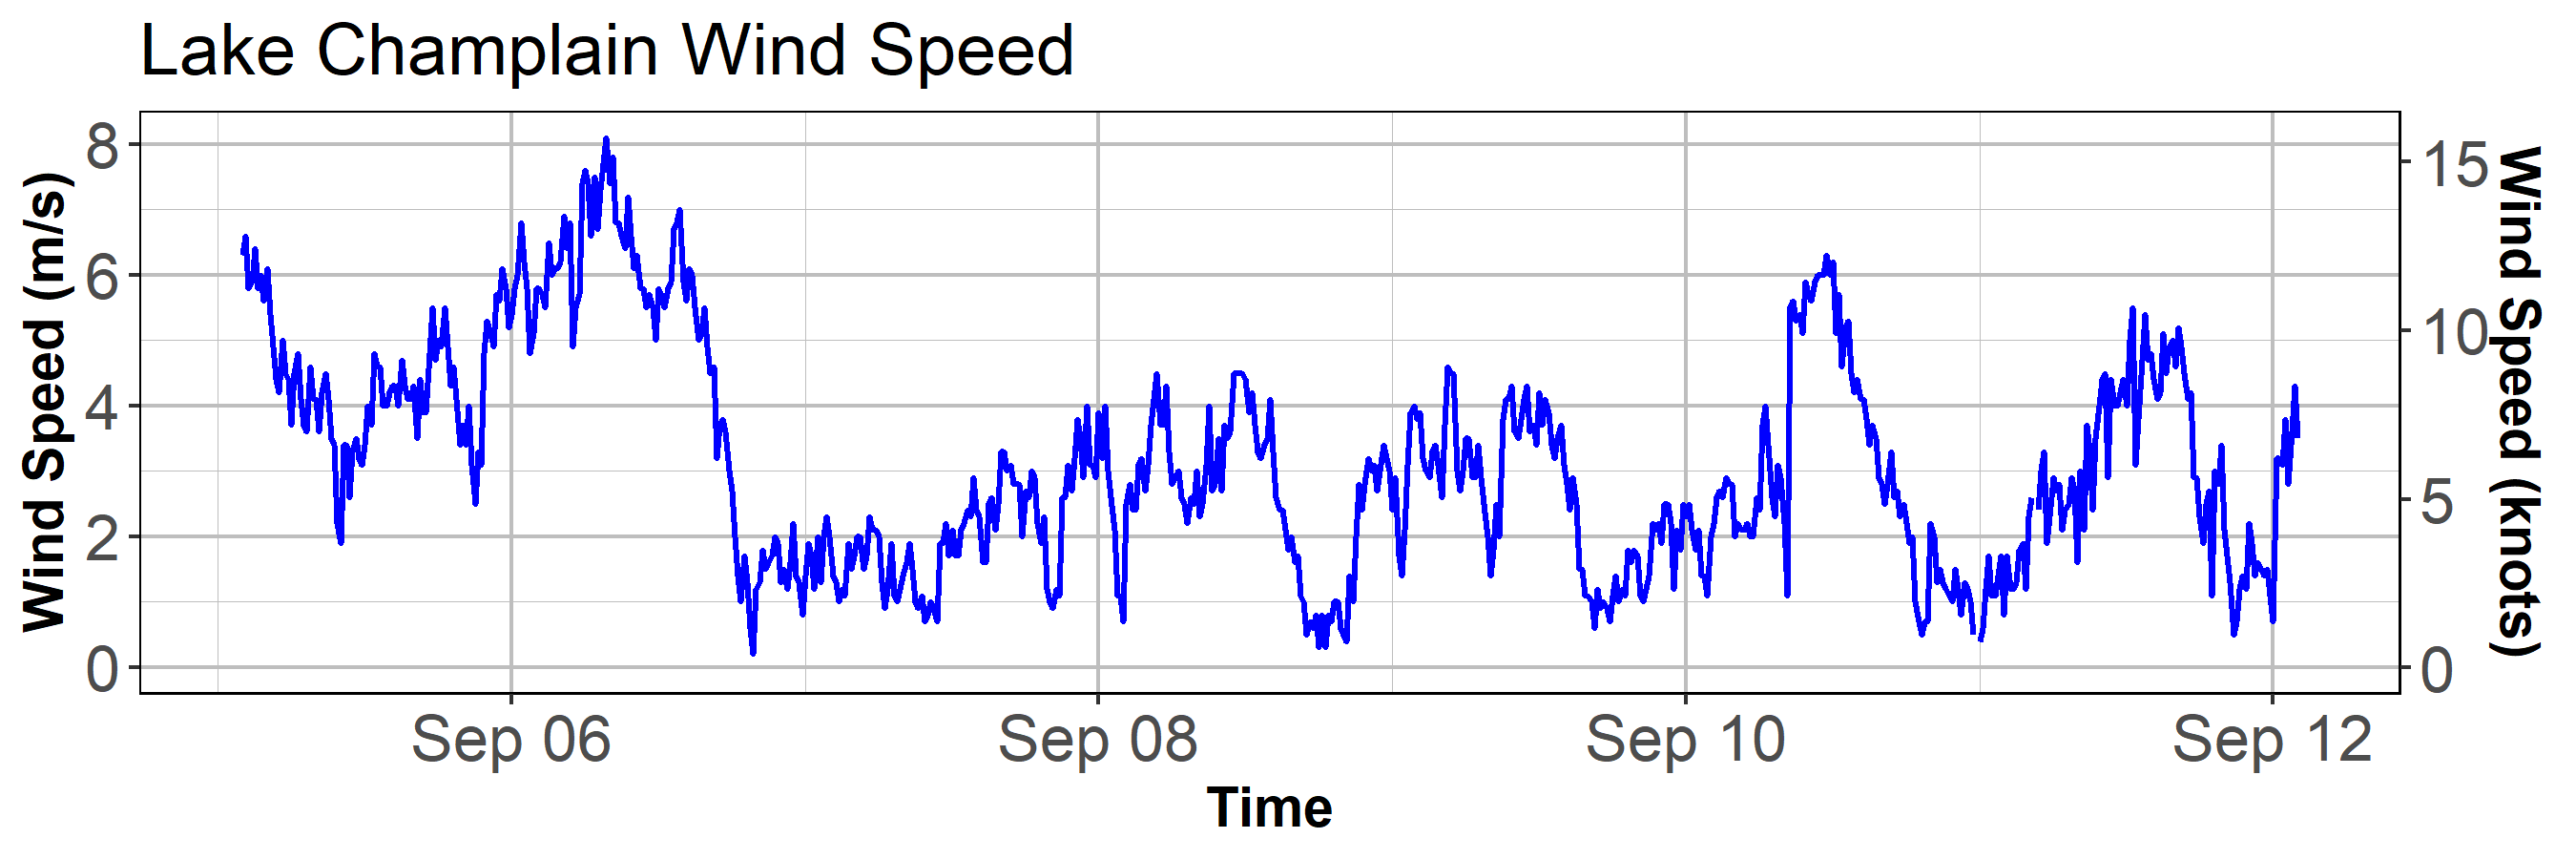 Lake Champlain Wind Speed
Wind Speed (m/s)
8
6
4
2
0
15
10
5
0
Wind Speed (knots)
Sep 06
Sep 08
Sep 10
Sep 12
Time